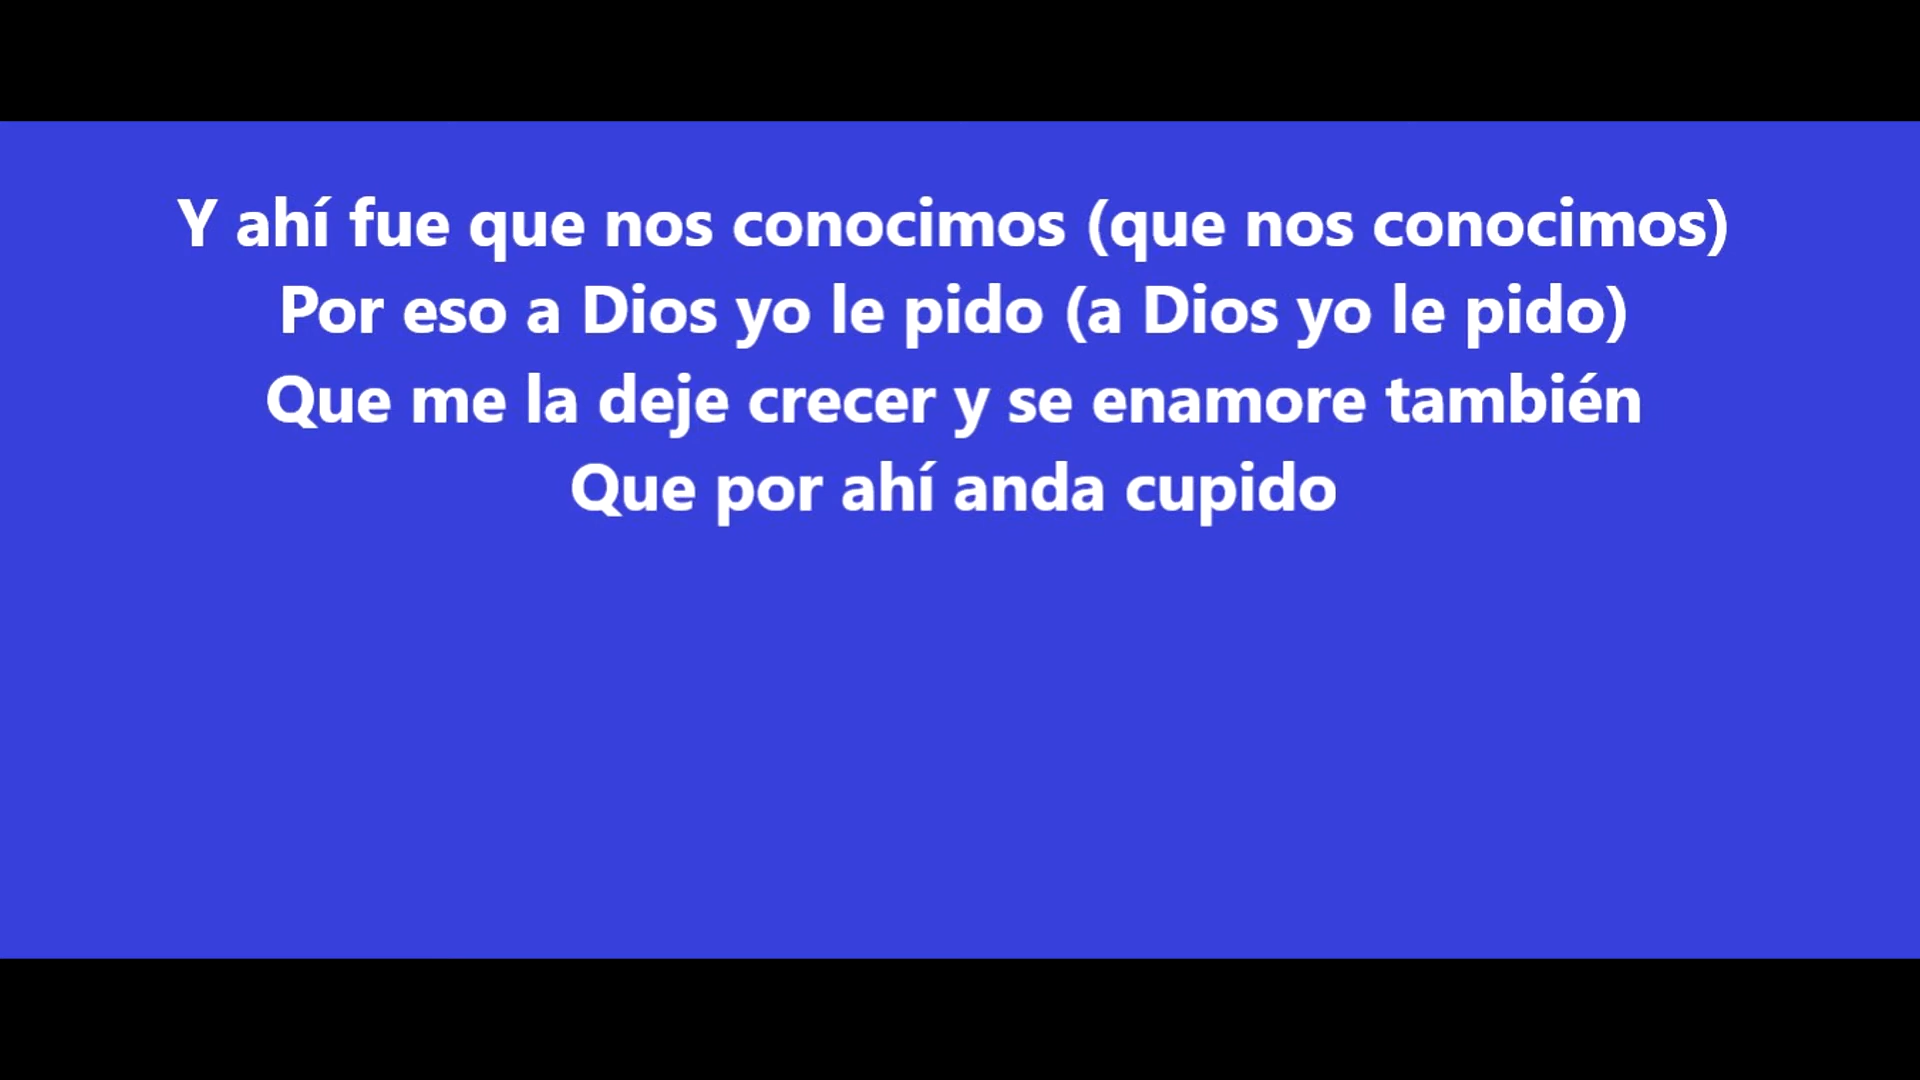 Y ahí fue que nos conocimos (que nos conocimos)
Por eso a Dios yo le pido (a Dios yo le pido)
Que me la deje crecer y se enamore también
Que por ahí anda cupido